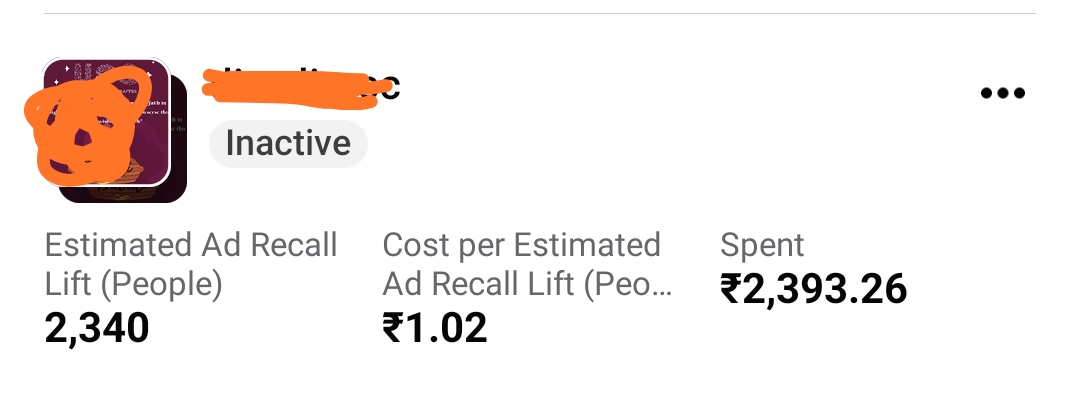 Inactive
Estimated Ad Recall Lift (People)
2,340
Cost per Estimated Ad Recall Lift (Peo...
₹1.02
Spent
₹2,393.26